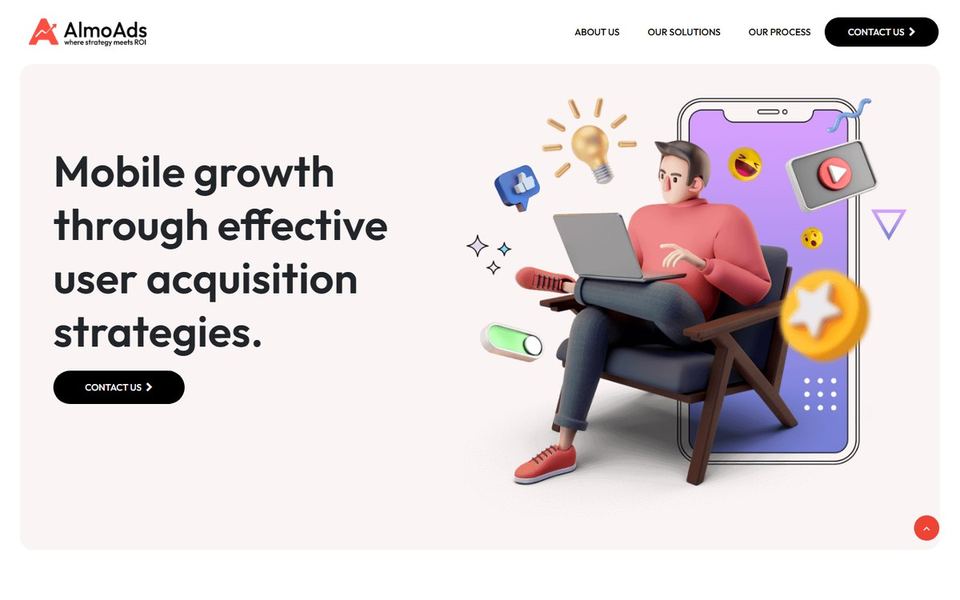 AlmoAds
where strategy meets ROI
ABOUT US
OUR SOLUTIONS
OUR PROCESS
CONTACT US
Mobile growth
through effective
user acquisition
strategies.
CONTACT US